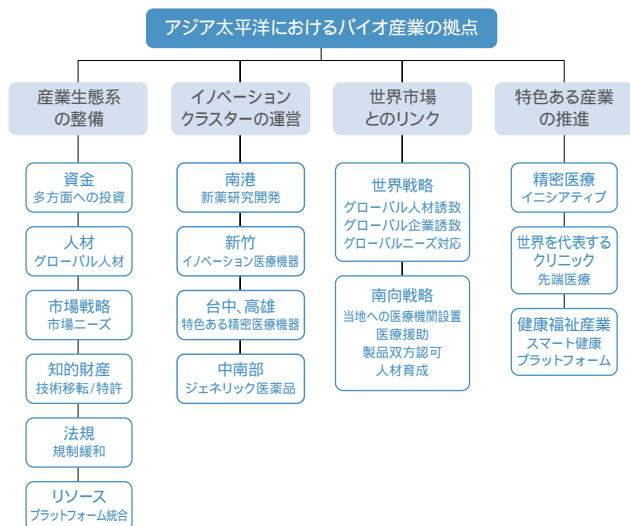 アジア太平洋におけるバイオ産業の拠点
産業生態系
の整備
資金
多方面への投資
人材
グローバル人材
市場戦略
市場ニーズ
知的財産
技術移転/特許
法規
規制緩和
リソース
プラットフォーム統合
イノベーション
クラスターの運営
南港
新薬研究開発
新竹
イノベーション医療機器
台中、高雄
特色ある精密医療機器
中南部
ジェネリック医薬品
世界市場
とのリンク
世界戦略
グローバル人材誘致
グローバル企業誘致
グローバルニーズ対応
南向戦略
当地への医療機関設置
医療援助
製品双方認可
人材育成
特色ある産業
の推進
精密医療
イニシアティブ
世界を代表する
クリニック
先端医療
健康福祉産業
スマート健康
プラットフォーム